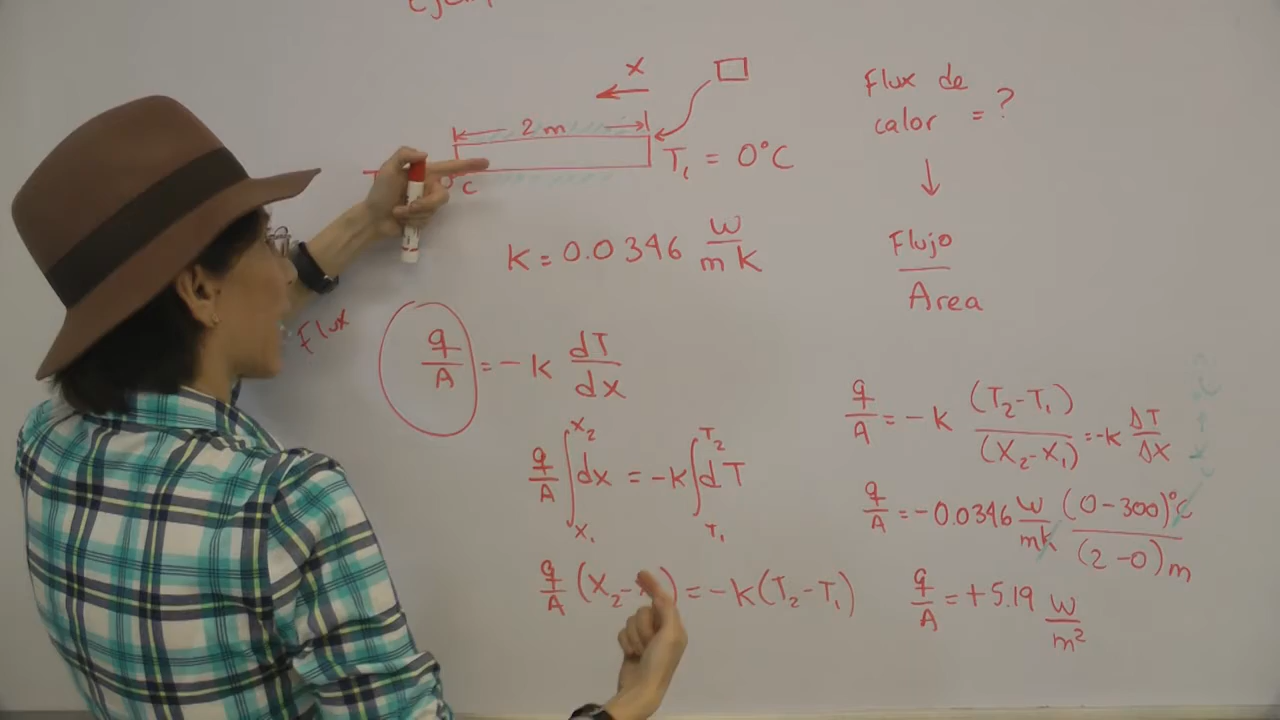 X
2 m
T₁ = 0°C
°C
K = 0.0346 W/m K
Flux
q/A = -K dT/dx
q/A ∫_{X₁}^{X₂} dx = -K ∫_{T₁}^{T₂} dT
q/A (X₂- ) = -K(T₂-T₁)
Flux de
calor = ?
↓
Flujo
Area
q/A = -K (T₂-T₁)/(X₂-X₁) = -K ΔT/ΔX
q/A = -0.0346 W/mK (0-300)°C/(2-0)m
q/A = +5.19 W/m²